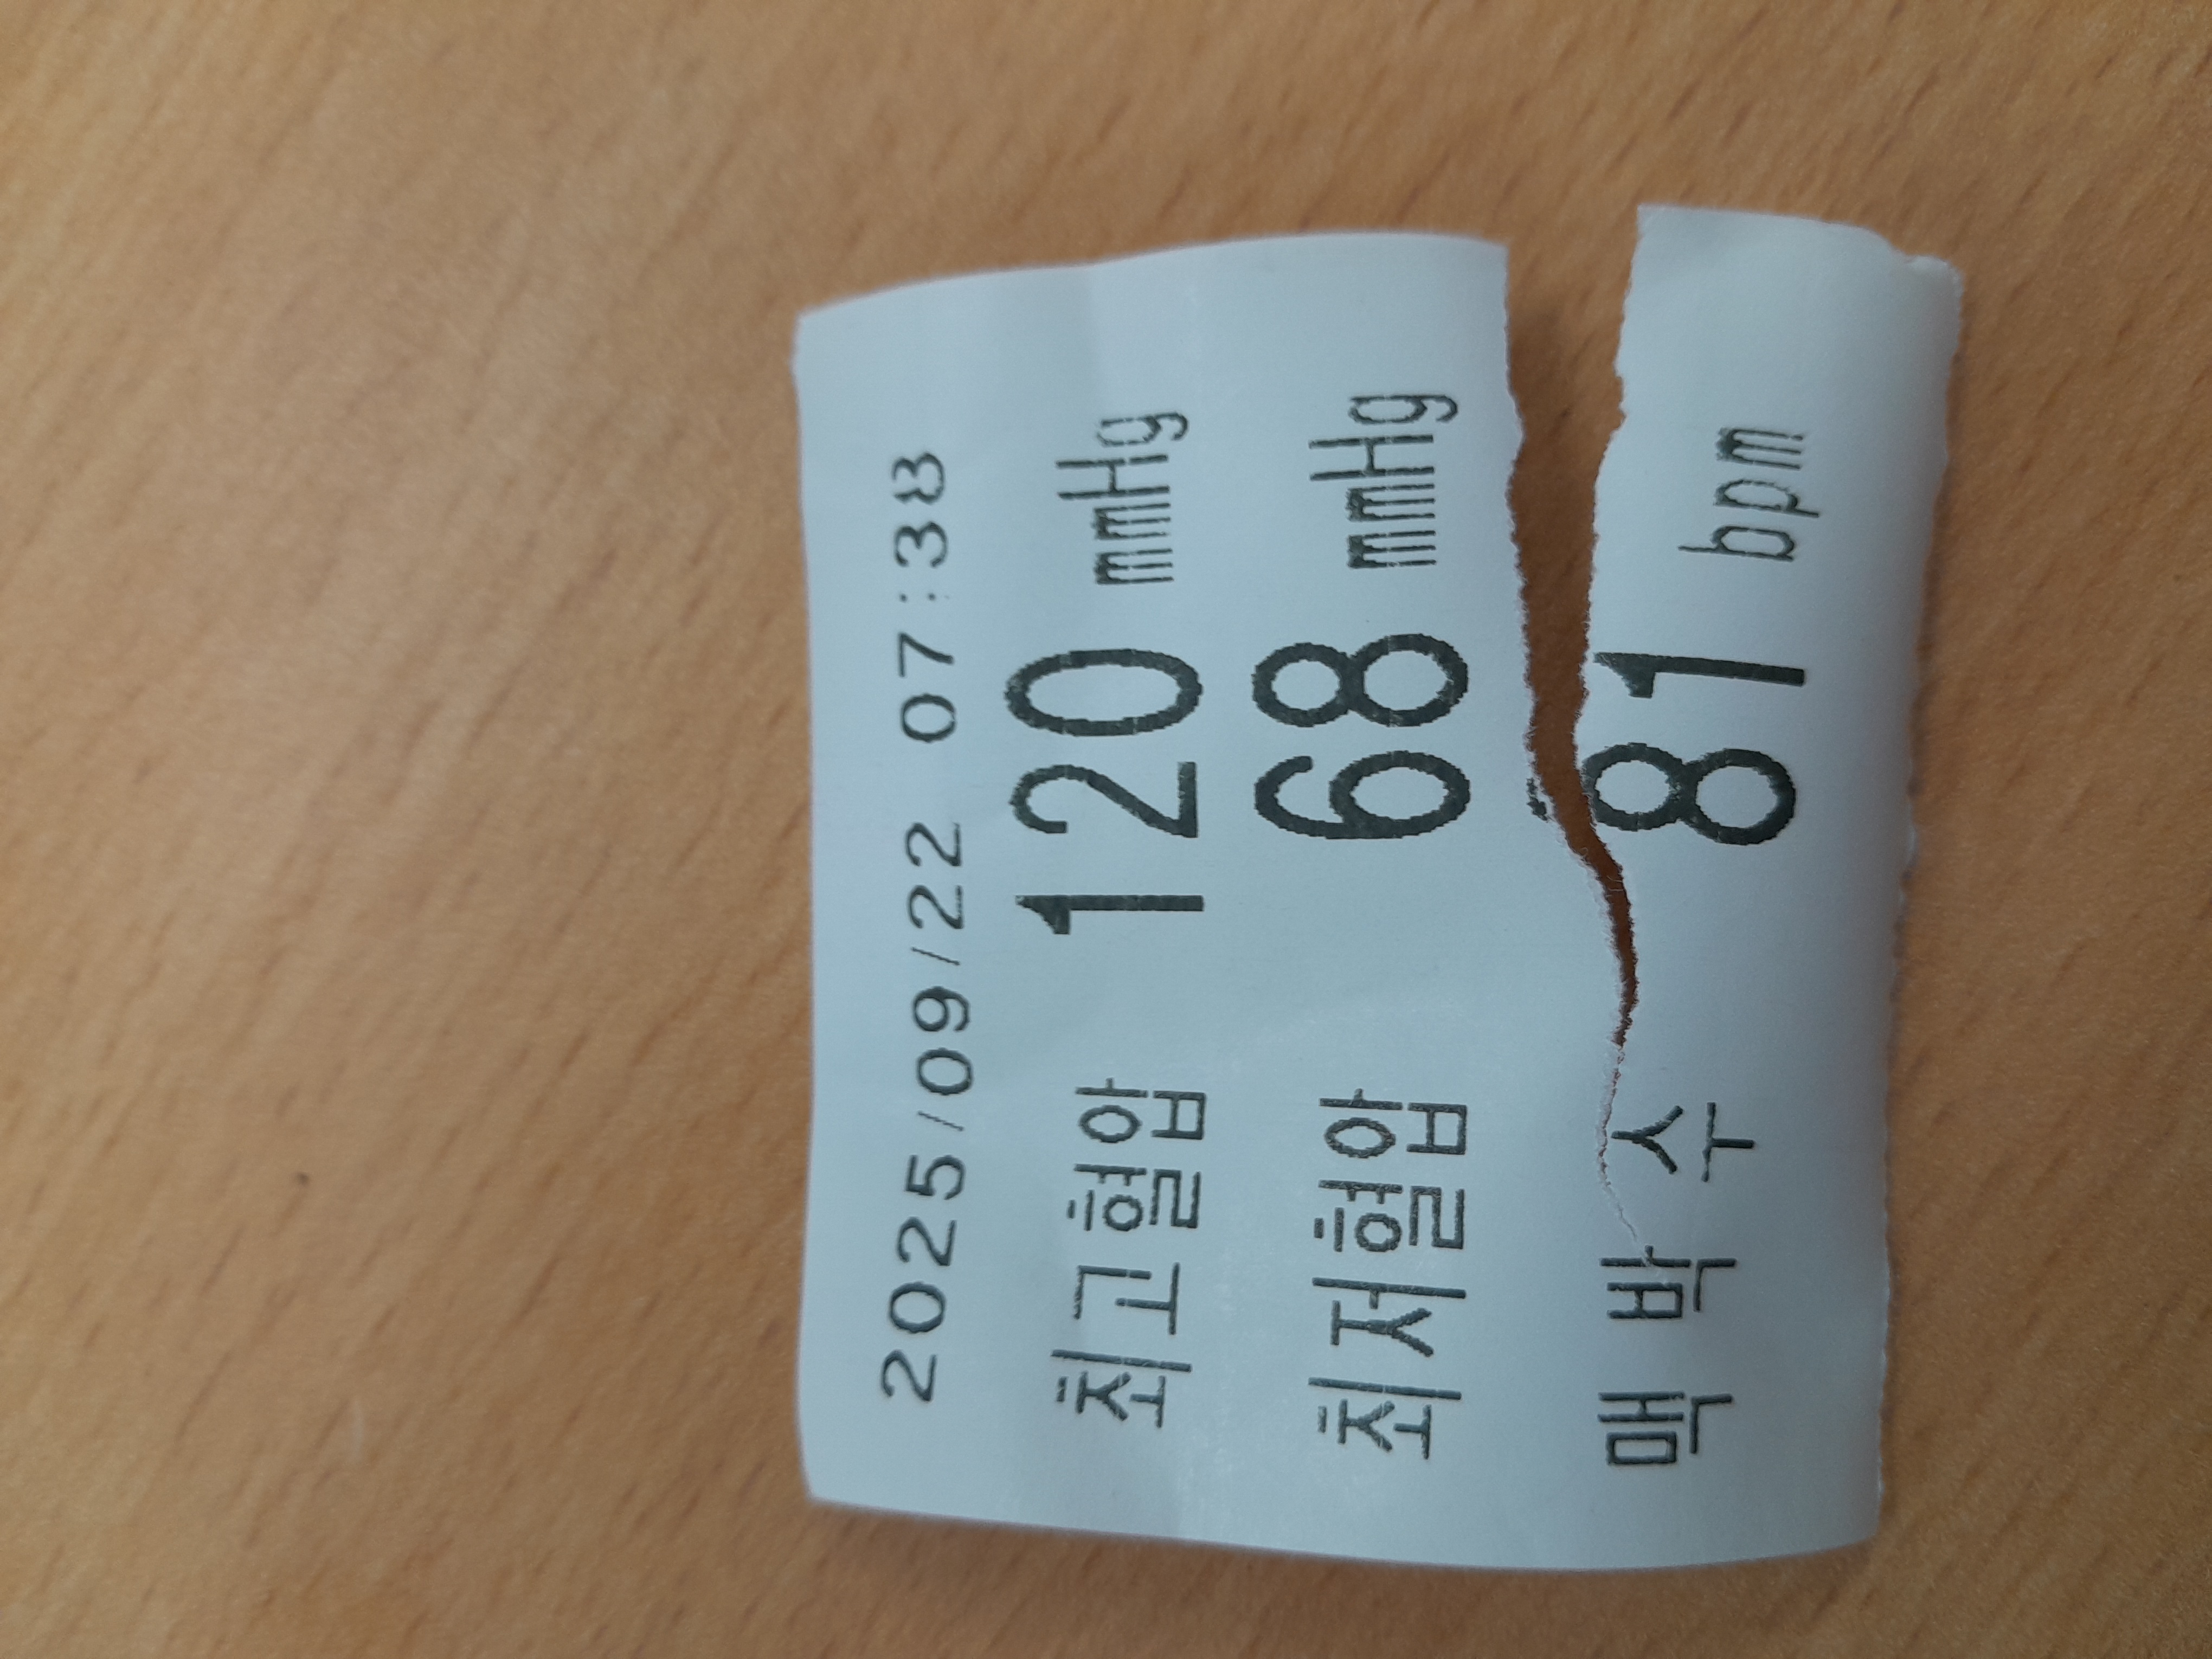 2025/09/22 07:38
최고혈압 120 mmHg
최저혈압 68 mmHg
맥박수 81 bpm